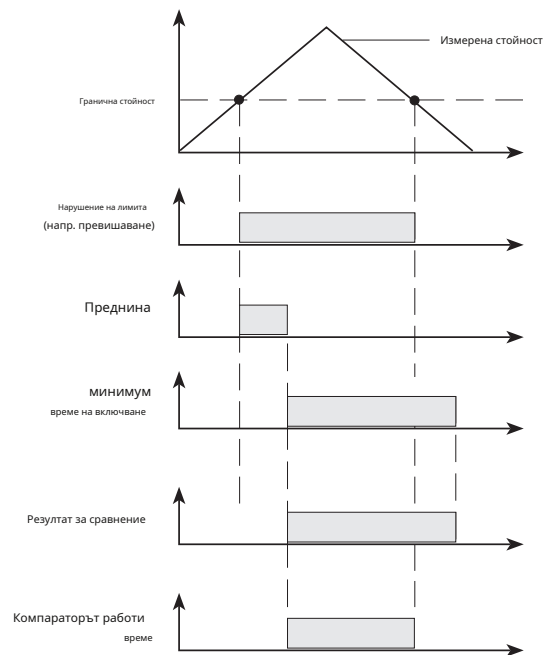 Измерена стойност
Гранична стойност
Нарушение на лимита
(напр. превишаване)
Преднина
минимум
време на включване
Резултат за сравнение
Компараторът работи
време